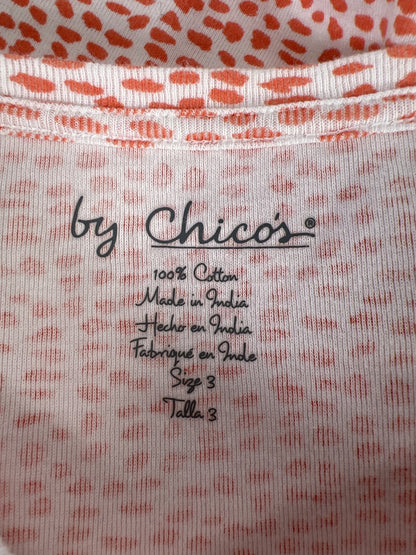 by Chico's®
100% Cotton
Made in India
Hecho en India
Fabriqué en Inde
Size 3
Talla 3